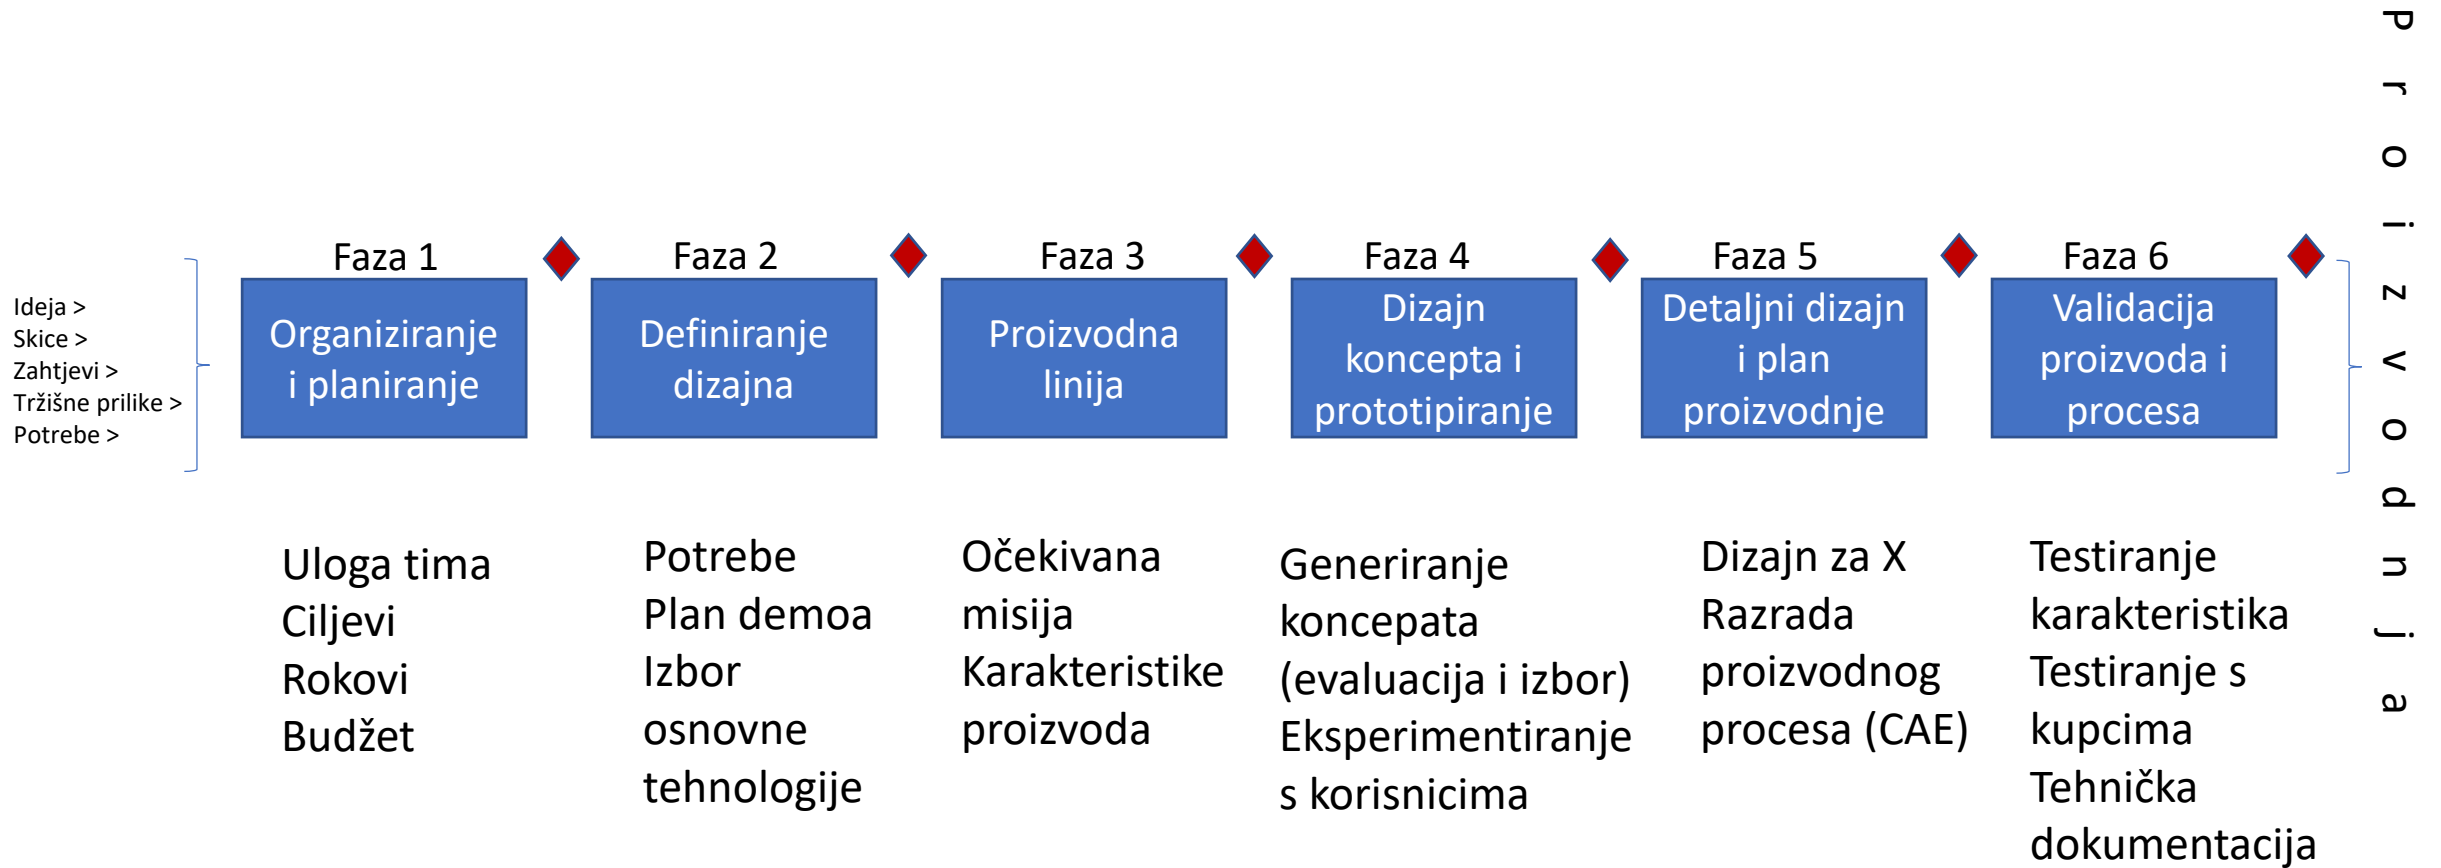 Ideja >
Skice >
Zahtjevi >
Tržišne prilike >
Potrebe >
Faza 1
Organiziranje
i planiranje
Uloga tima
Ciljevi
Rokovi
Budžet
Faza 2
Definiranje
dizajna
Potrebe
Plan demoa
Izbor
osnovne
tehnologije
Faza 3
Proizvodna
linija
Očekivana
misija
Karakteristike
proizvoda
Faza 4
Dizajn
koncepta i
prototipiranje
Generiranje
koncepata
(evaluacija i izbor)
Eksperimentiranje
s korisnicima
Faza 5
Detaljni dizajn
i plan
proizvodnje
Dizajn za X
Razrada
proizvodnog
procesa (CAE)
Faza 6
Validacija
proizvoda i
procesa
Testiranje
karakteristika
Testiranje s
kupcima
Tehnička
dokumentacija
Proizvodnja